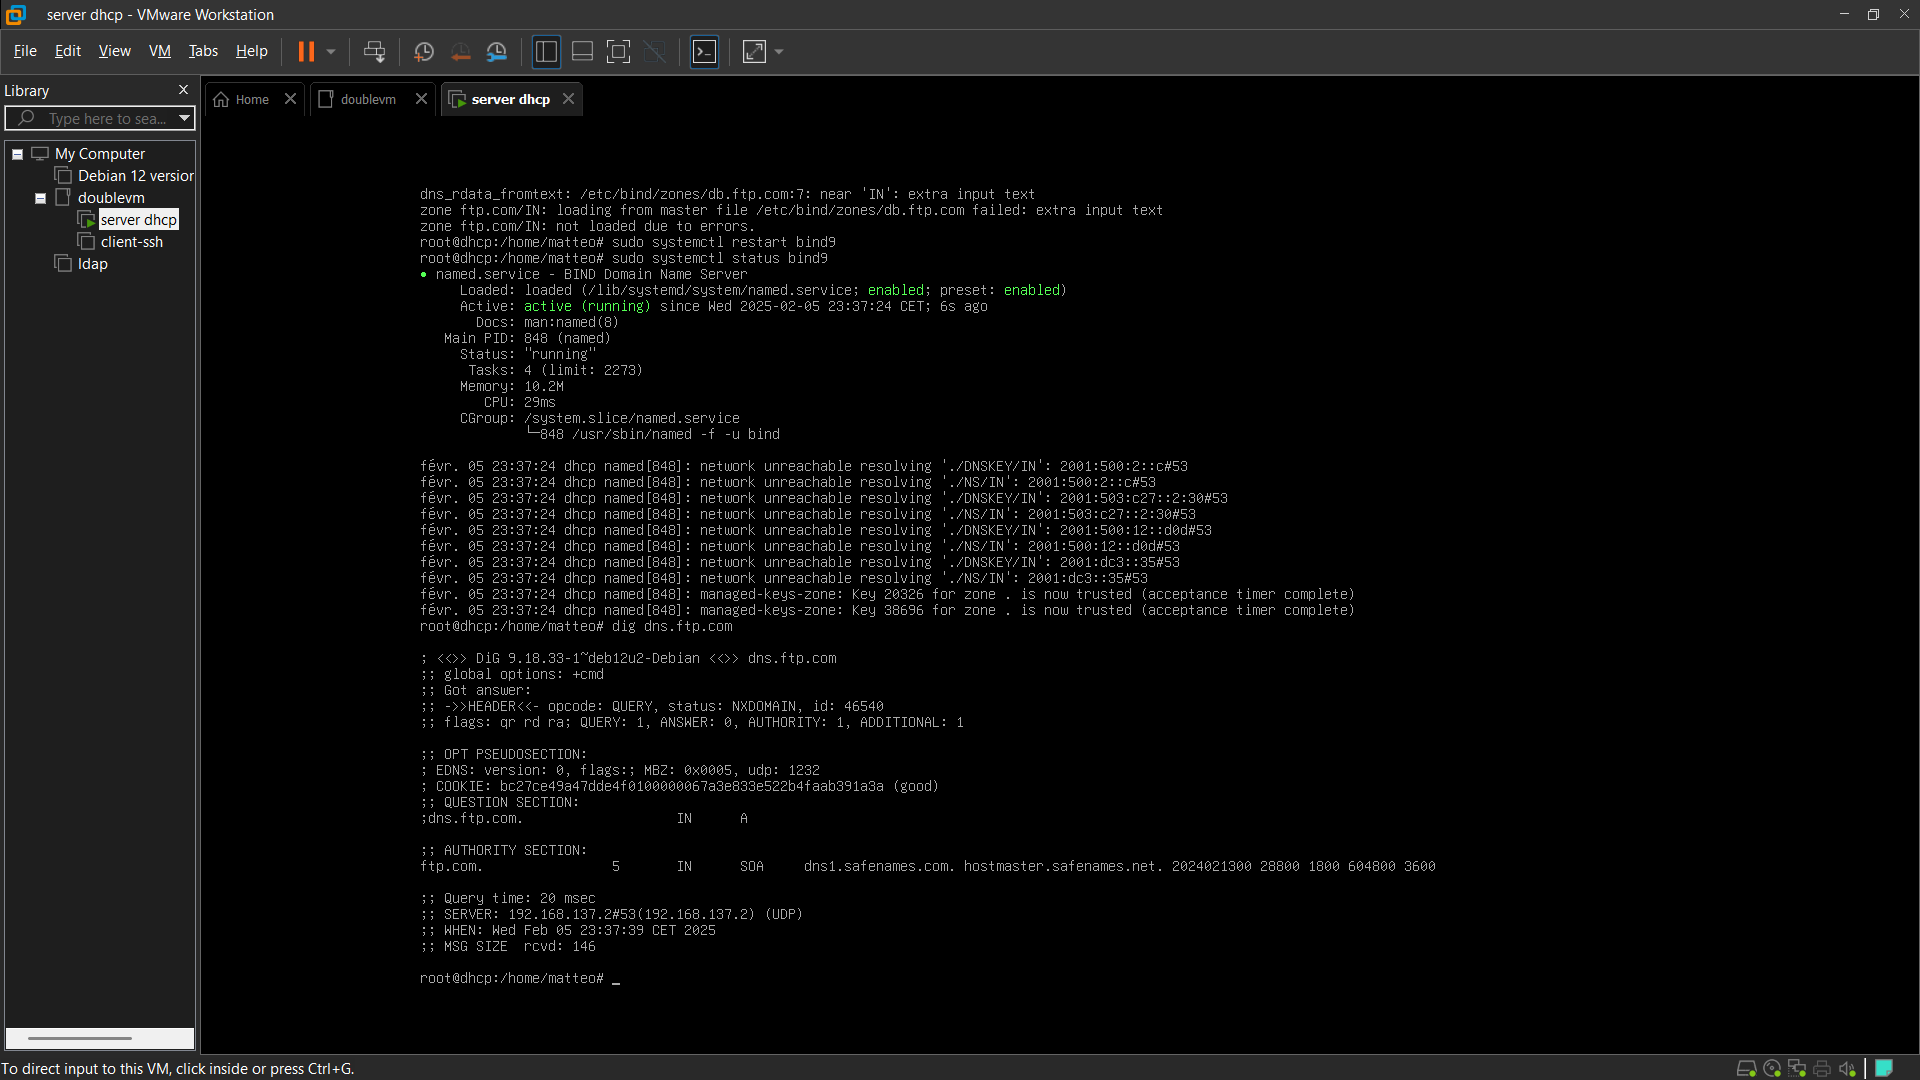 server dhcp - VMware Workstation
File Edit View VM Tabs Help
Library
Type here to sea...
My Computer
Debian 12 version
doublevm
server dhcp
client-ssh
ldap
Home
doublevm
server dhcp
dns_rdata_fromtext: /etc/bind/zones/db.ftp.com:7: near 'IN': extra input text
zone ftp.com/IN: loading from master file /etc/bind/zones/db.ftp.com failed: extra input text
zone ftp.com/IN: not loaded due to errors.
root@dhcp:/home/matteo# sudo systemctl restart bind9
root@dhcp:/home/matteo# sudo systemctl status bind9
● named.service - BIND Domain Name Server
Loaded: loaded (/lib/systemd/system/named.service; enabled; preset: enabled)
Active: active (running) since Wed 2025-02-05 23:37:24 CET; 6s ago
Docs: man:named(8)
Main PID: 848 (named)
Status: "running"
Tasks: 4 (limit: 2273)
Memory: 10.2M
CPU: 29ms
CGroup: /system.slice/named.service
└─848 /usr/sbin/named -f -u bind
févr. 05 23:37:24 dhcp named[848]: network unreachable resolving './DNSKEY/IN': 2001:500:2::c#53
févr. 05 23:37:24 dhcp named[848]: network unreachable resolving './NS/IN': 2001:500:2::c#53
févr. 05 23:37:24 dhcp named[848]: network unreachable resolving './DNSKEY/IN': 2001:503:c27::2:30#53
févr. 05 23:37:24 dhcp named[848]: network unreachable resolving './NS/IN': 2001:503:c27::2:30#53
févr. 05 23:37:24 dhcp named[848]: network unreachable resolving './DNSKEY/IN': 2001:500:12::d0d#53
févr. 05 23:37:24 dhcp named[848]: network unreachable resolving './NS/IN': 2001:500:12::d0d#53
févr. 05 23:37:24 dhcp named[848]: network unreachable resolving './DNSKEY/IN': 2001:dc3::35#53
févr. 05 23:37:24 dhcp named[848]: network unreachable resolving './NS/IN': 2001:dc3::35#53
févr. 05 23:37:24 dhcp named[848]: managed-keys-zone: Key 20326 for zone . is now trusted (acceptance timer complete)
févr. 05 23:37:24 dhcp named[848]: managed-keys-zone: Key 38696 for zone . is now trusted (acceptance timer complete)
root@dhcp:/home/matteo# dig dns.ftp.com
; <<>> DiG 9.18.33-1~deb12u2-Debian <<>> dns.ftp.com
;; global options: +cmd
;; Got answer:
;; ->>HEADER<<- opcode: QUERY, status: NXDOMAIN, id: 46540
;; flags: qr rd ra; QUERY: 1, ANSWER: 0, AUTHORITY: 1, ADDITIONAL: 1
;; OPT PSEUDOSECTION:
; EDNS: version: 0, flags:; MBZ: 0x0005, udp: 1232
; COOKIE: bc27ce49a47dde4f0100000067a3e833e522b4faab391a3a (good)
;; QUESTION SECTION:
;dns.ftp.com. IN A
;; AUTHORITY SECTION:
ftp.com. 5 IN SOA dns1.safenames.com. hostmaster.safenames.net. 2024021300 28800 1800 604800 3600
;; Query time: 20 msec
;; SERVER: 192.168.137.2#53(192.168.137.2) (UDP)
;; WHEN: Wed Feb 05 23:37:39 CET 2025
;; MSG SIZE rcvd: 146
root@dhcp:/home/matteo# _
To direct input to this VM, click inside or press Ctrl+G.